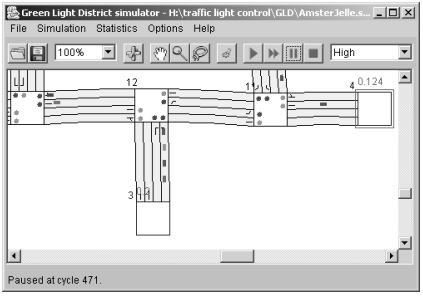 Green Light District simulator - H:\traffic light control\GLD\AmsterJelle.s...
File Simulation Statistics Options Help
100% High
12
4 0.124
3
Paused at cycle 471.